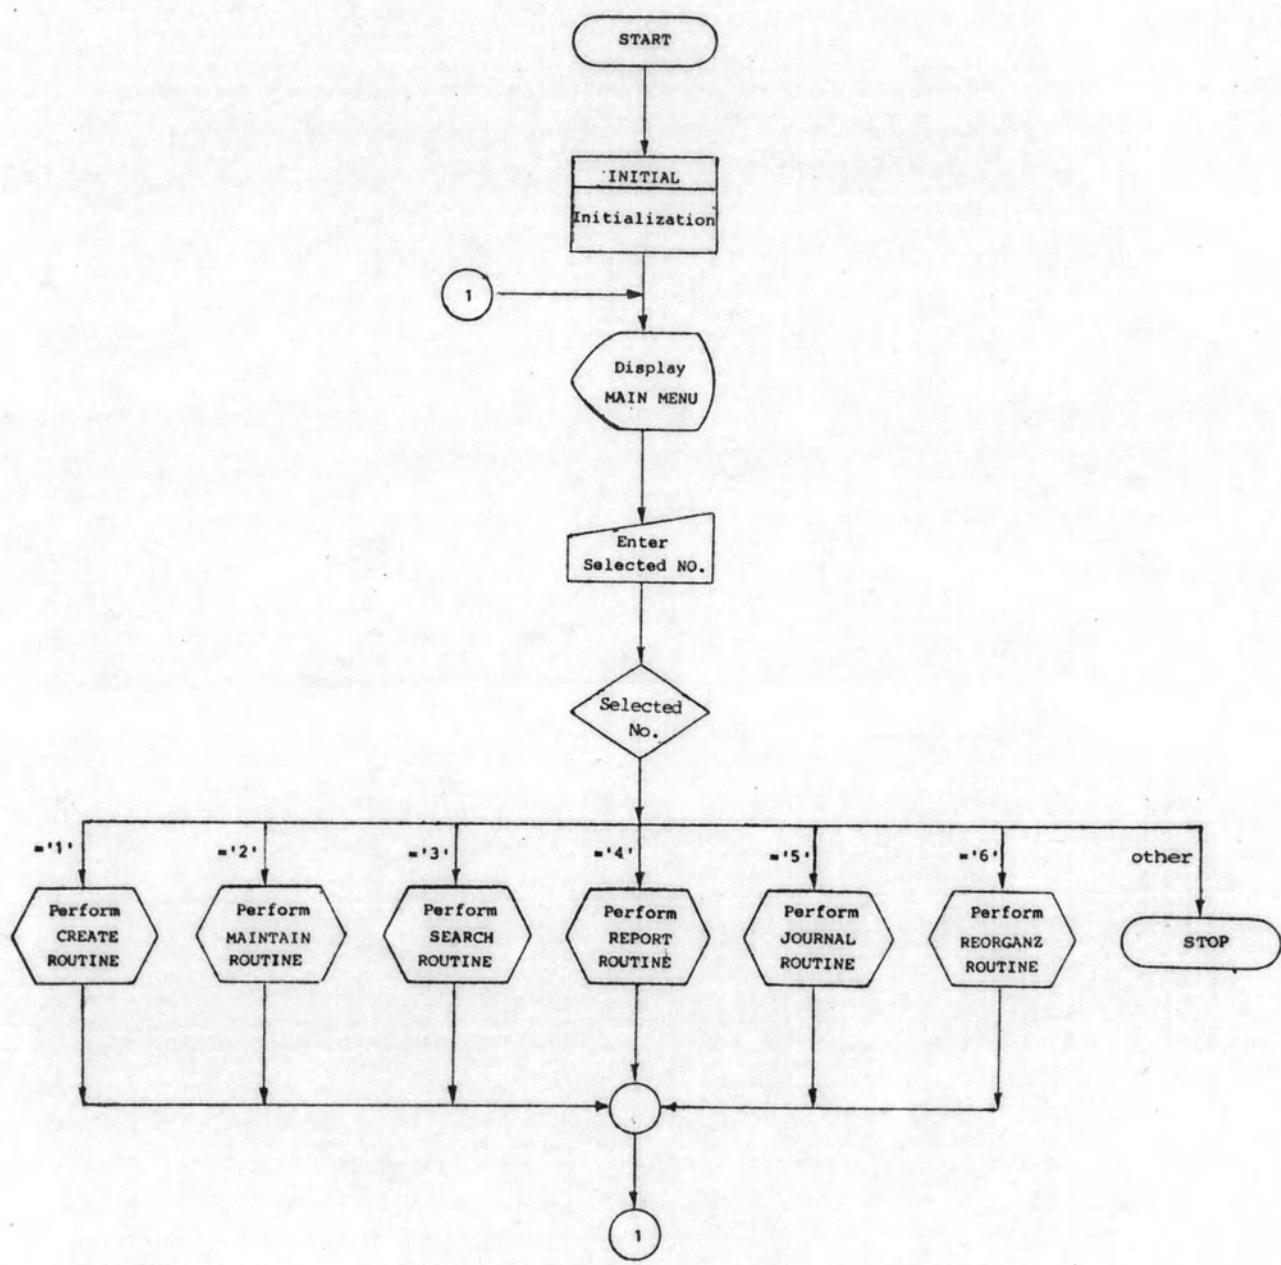 START
INITIAL
Initialization
1
Display
MAIN MENU
Enter
Selected NO.
Selected
No.
='1'
='2'
='3'
='4'
='5'
='6'
other
Perform
CREATE
ROUTINE
Perform
MAINTAIN
ROUTINE
Perform
SEARCH
ROUTINE
Perform
REPORT
ROUTINE
Perform
JOURNAL
ROUTINE
Perform
REORGANZ
ROUTINE
STOP
1